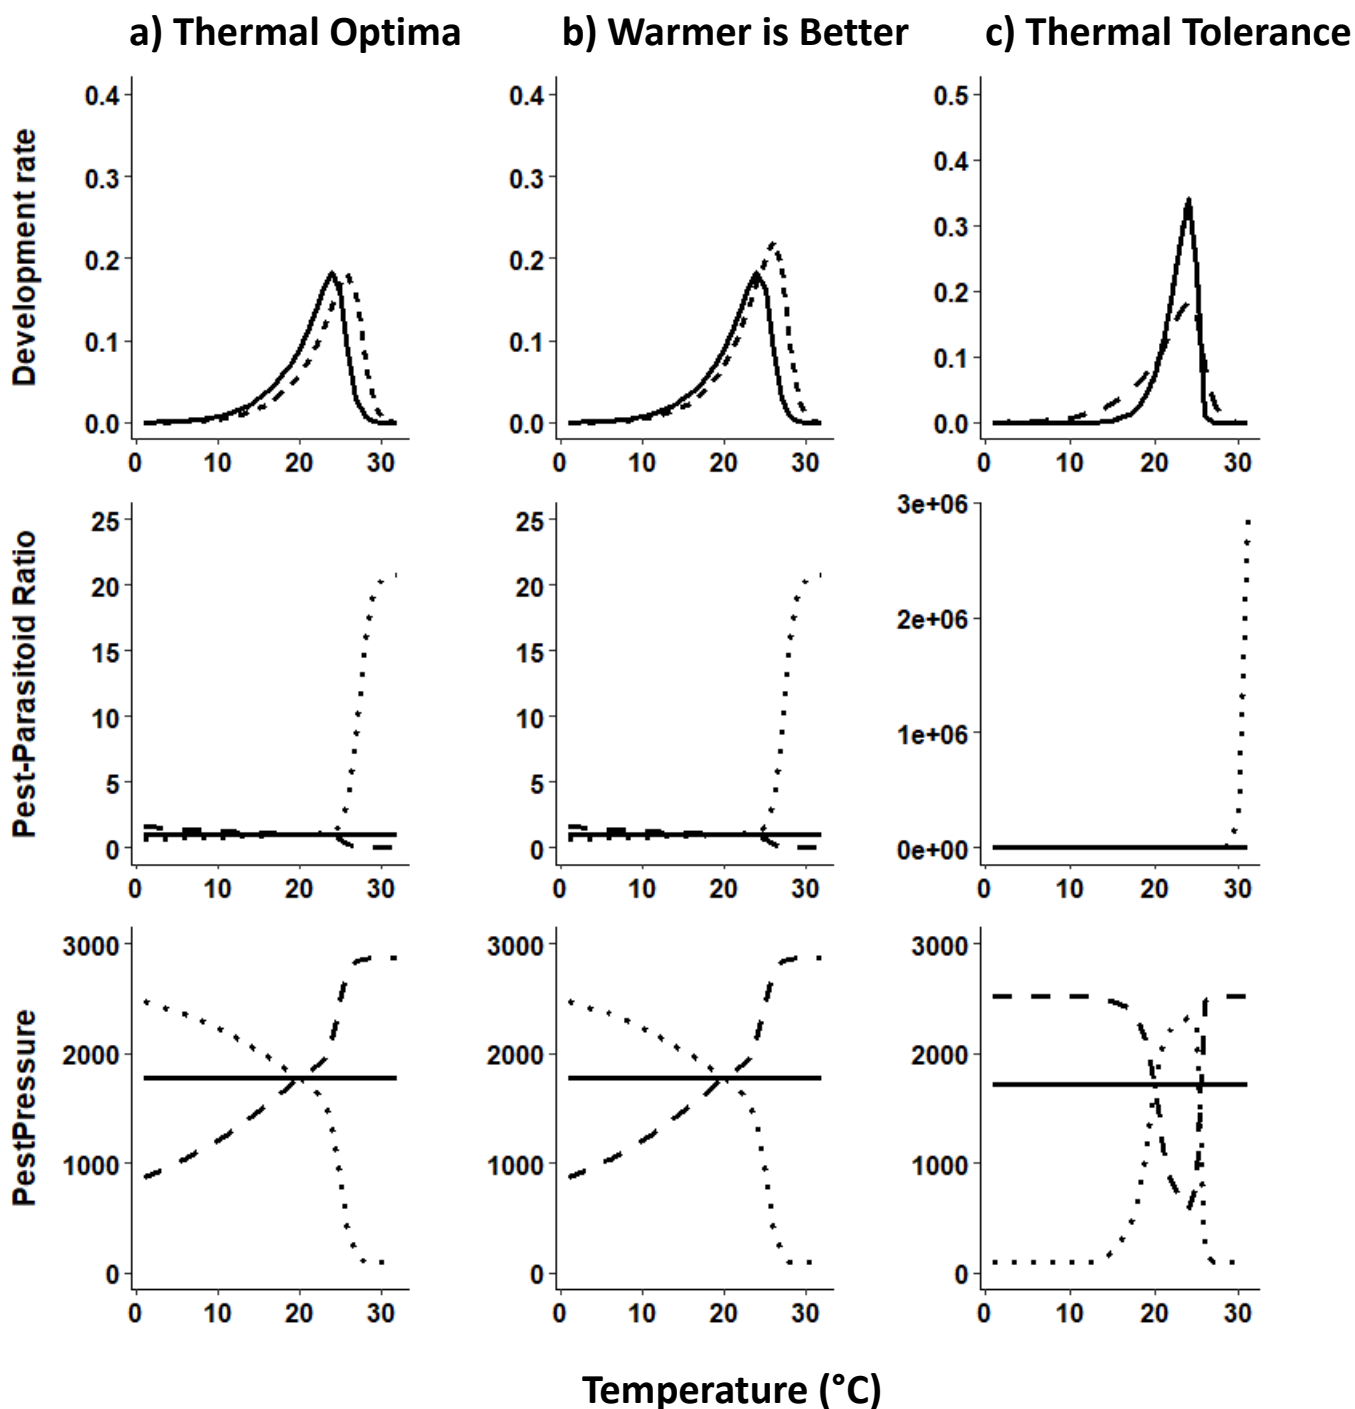 a) Thermal Optima
b) Warmer is Better
c) Thermal Tolerance
Development rate
0.4
0.3
0.2
0.1
0.0
0 10 20 30
0.4
0.3
0.2
0.1
0.0
0 10 20 30
0.5
0.4
0.3
0.2
0.1
0.0
0 10 20 30
Pest-Parasitoid Ratio
25
20
15
10
5
0
0 10 20 30
25
20
15
10
5
0
0 10 20 30
3e+06
2e+06
1e+06
0e+00
0 10 20 30
PestPressure
3000
2000
1000
0
0 10 20 30
3000
2000
1000
0
0 10 20 30
3000
2000
1000
0
0 10 20 30
Temperature (°C)